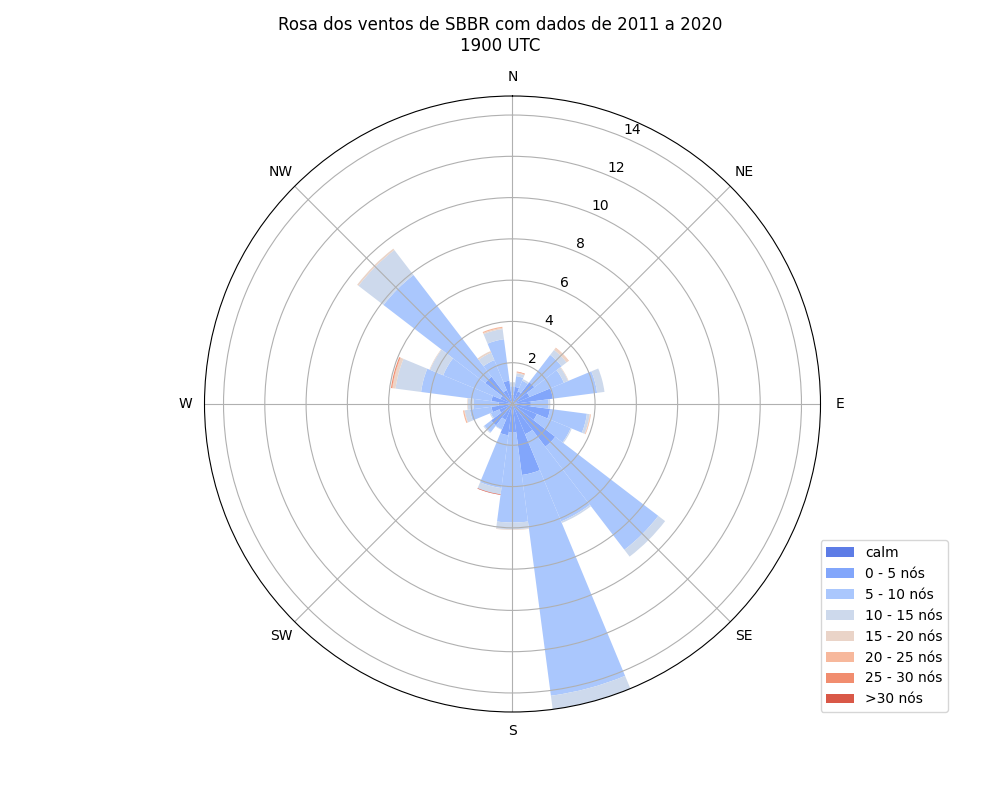 Rosa dos ventos de SBBR com dados de 2011 a 2020
1900 UTC
N
NW
NE
14
12
10
8
6
4
2
W
E
SW
SE
S
calm
0 - 5 nós
5 - 10 nós
10 - 15 nós
15 - 20 nós
20 - 25 nós
25 - 30 nós
>30 nós